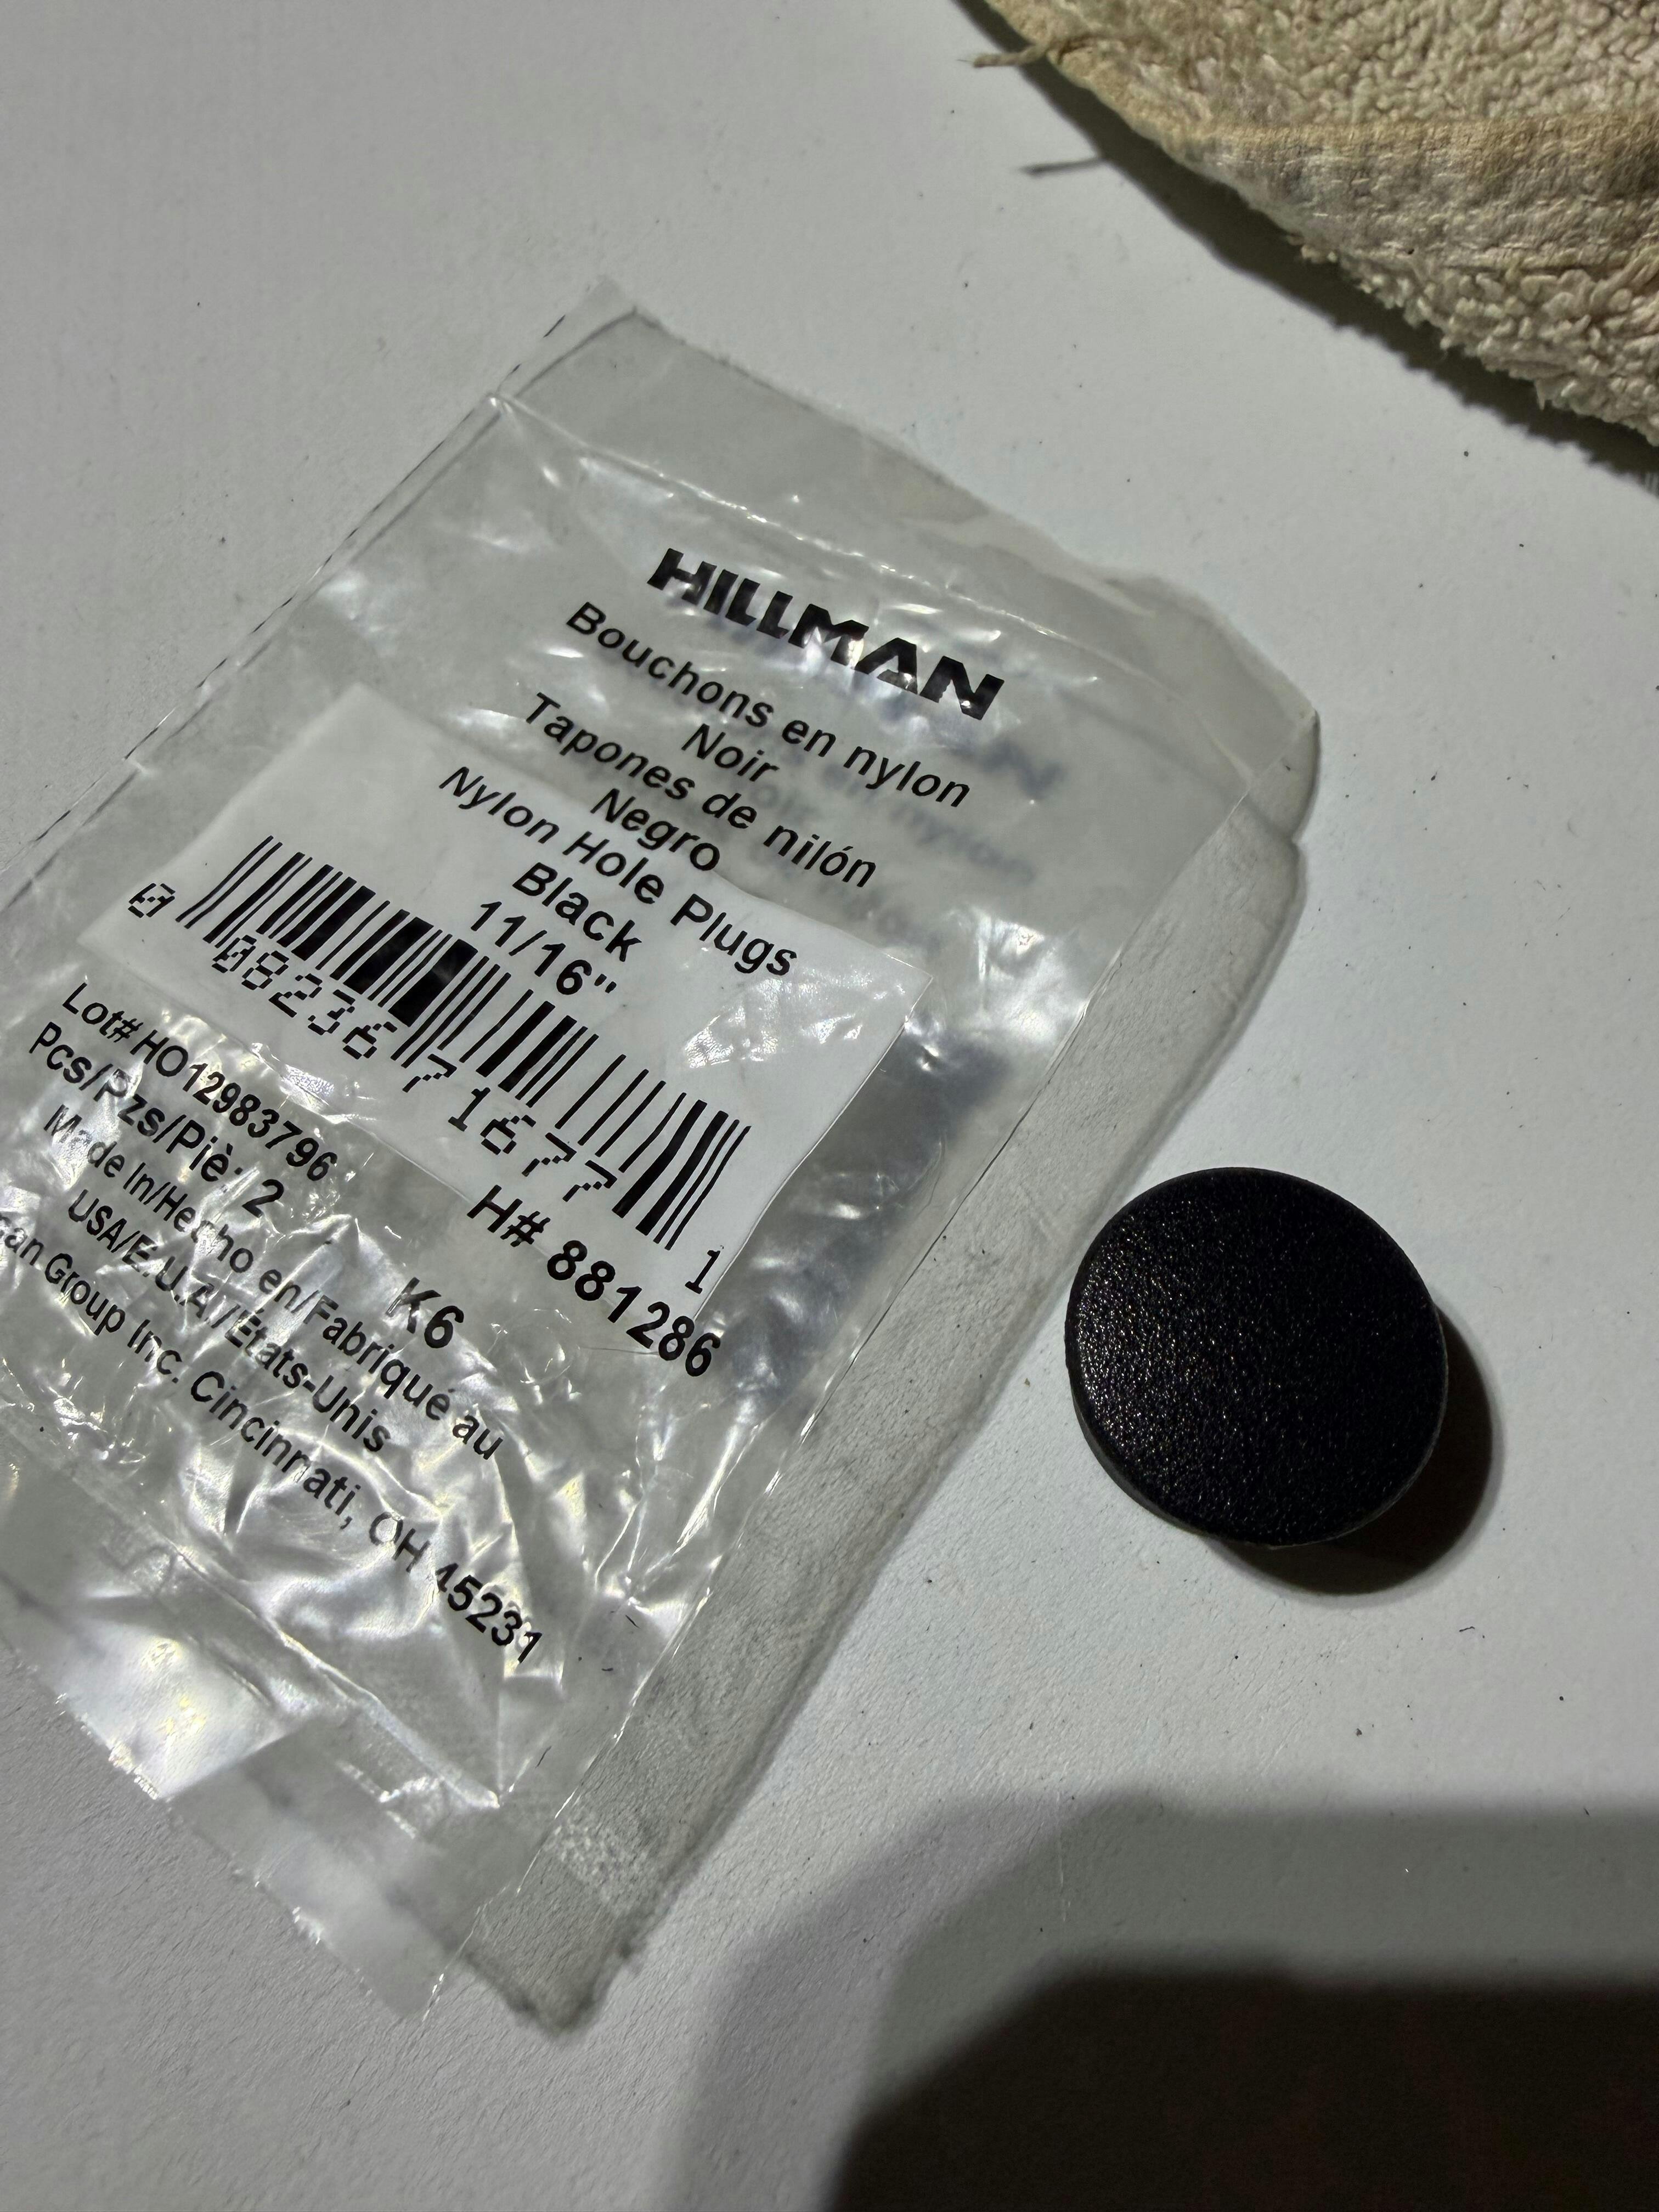 HILLMAN
Bouchons en nylon
Noir
Tapones de nilón
Negro
Nylon Hole Plugs
Black
11/16"
0 08236 71677 1
H# 881286
Lot# HO12983796
Pcs/Pzs/Piè: 2
K6
Made In/Hecho en/Fabriqué au
USA/E.U.A./États-Unis
Group Inc. Cincinnati, OH 45231